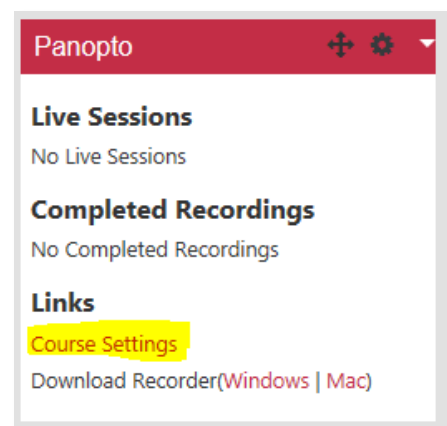 Panopto
Live Sessions
No Live Sessions
Completed Recordings
No Completed Recordings
Links
Course Settings
Download Recorder(Windows | Mac)